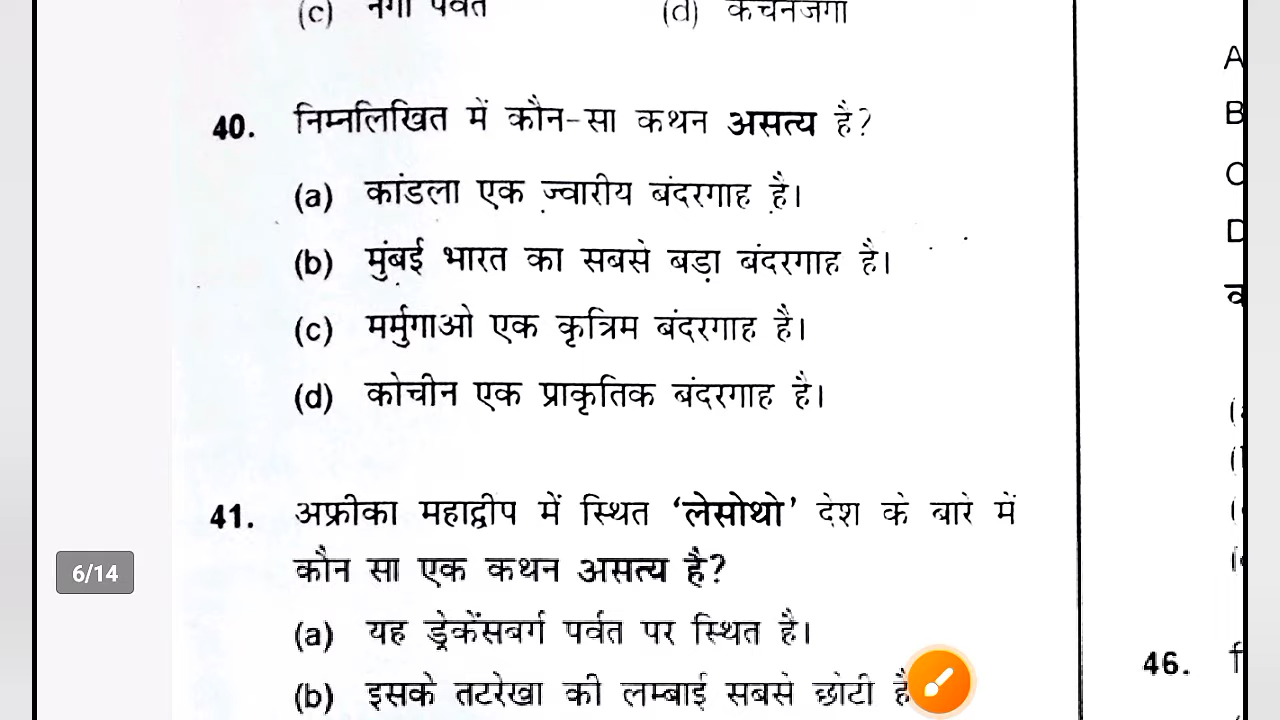 (c) नंगा पर्वत (d) कंचनजंगा
40. निम्नलिखित में कौन-सा कथन असत्य है?
(a) कांडला एक ज्वारीय बंदरगाह है।
(b) मुंबई भारत का सबसे बड़ा बंदरगाह है।
(c) मर्मुगाओ एक कृत्रिम बंदरगाह है।
(d) कोचीन एक प्राकृतिक बंदरगाह है।
41. अफ्रीका महाद्वीप में स्थित ‘लेसोथो’ देश के बारे में
कौन सा एक कथन असत्य है?
(a) यह ड्रेकेंसबर्ग पर्वत पर स्थित है।
(b) इसके तटरेखा की लम्बाई सबसे छोटी है
6/14
A
B
C
D
46.